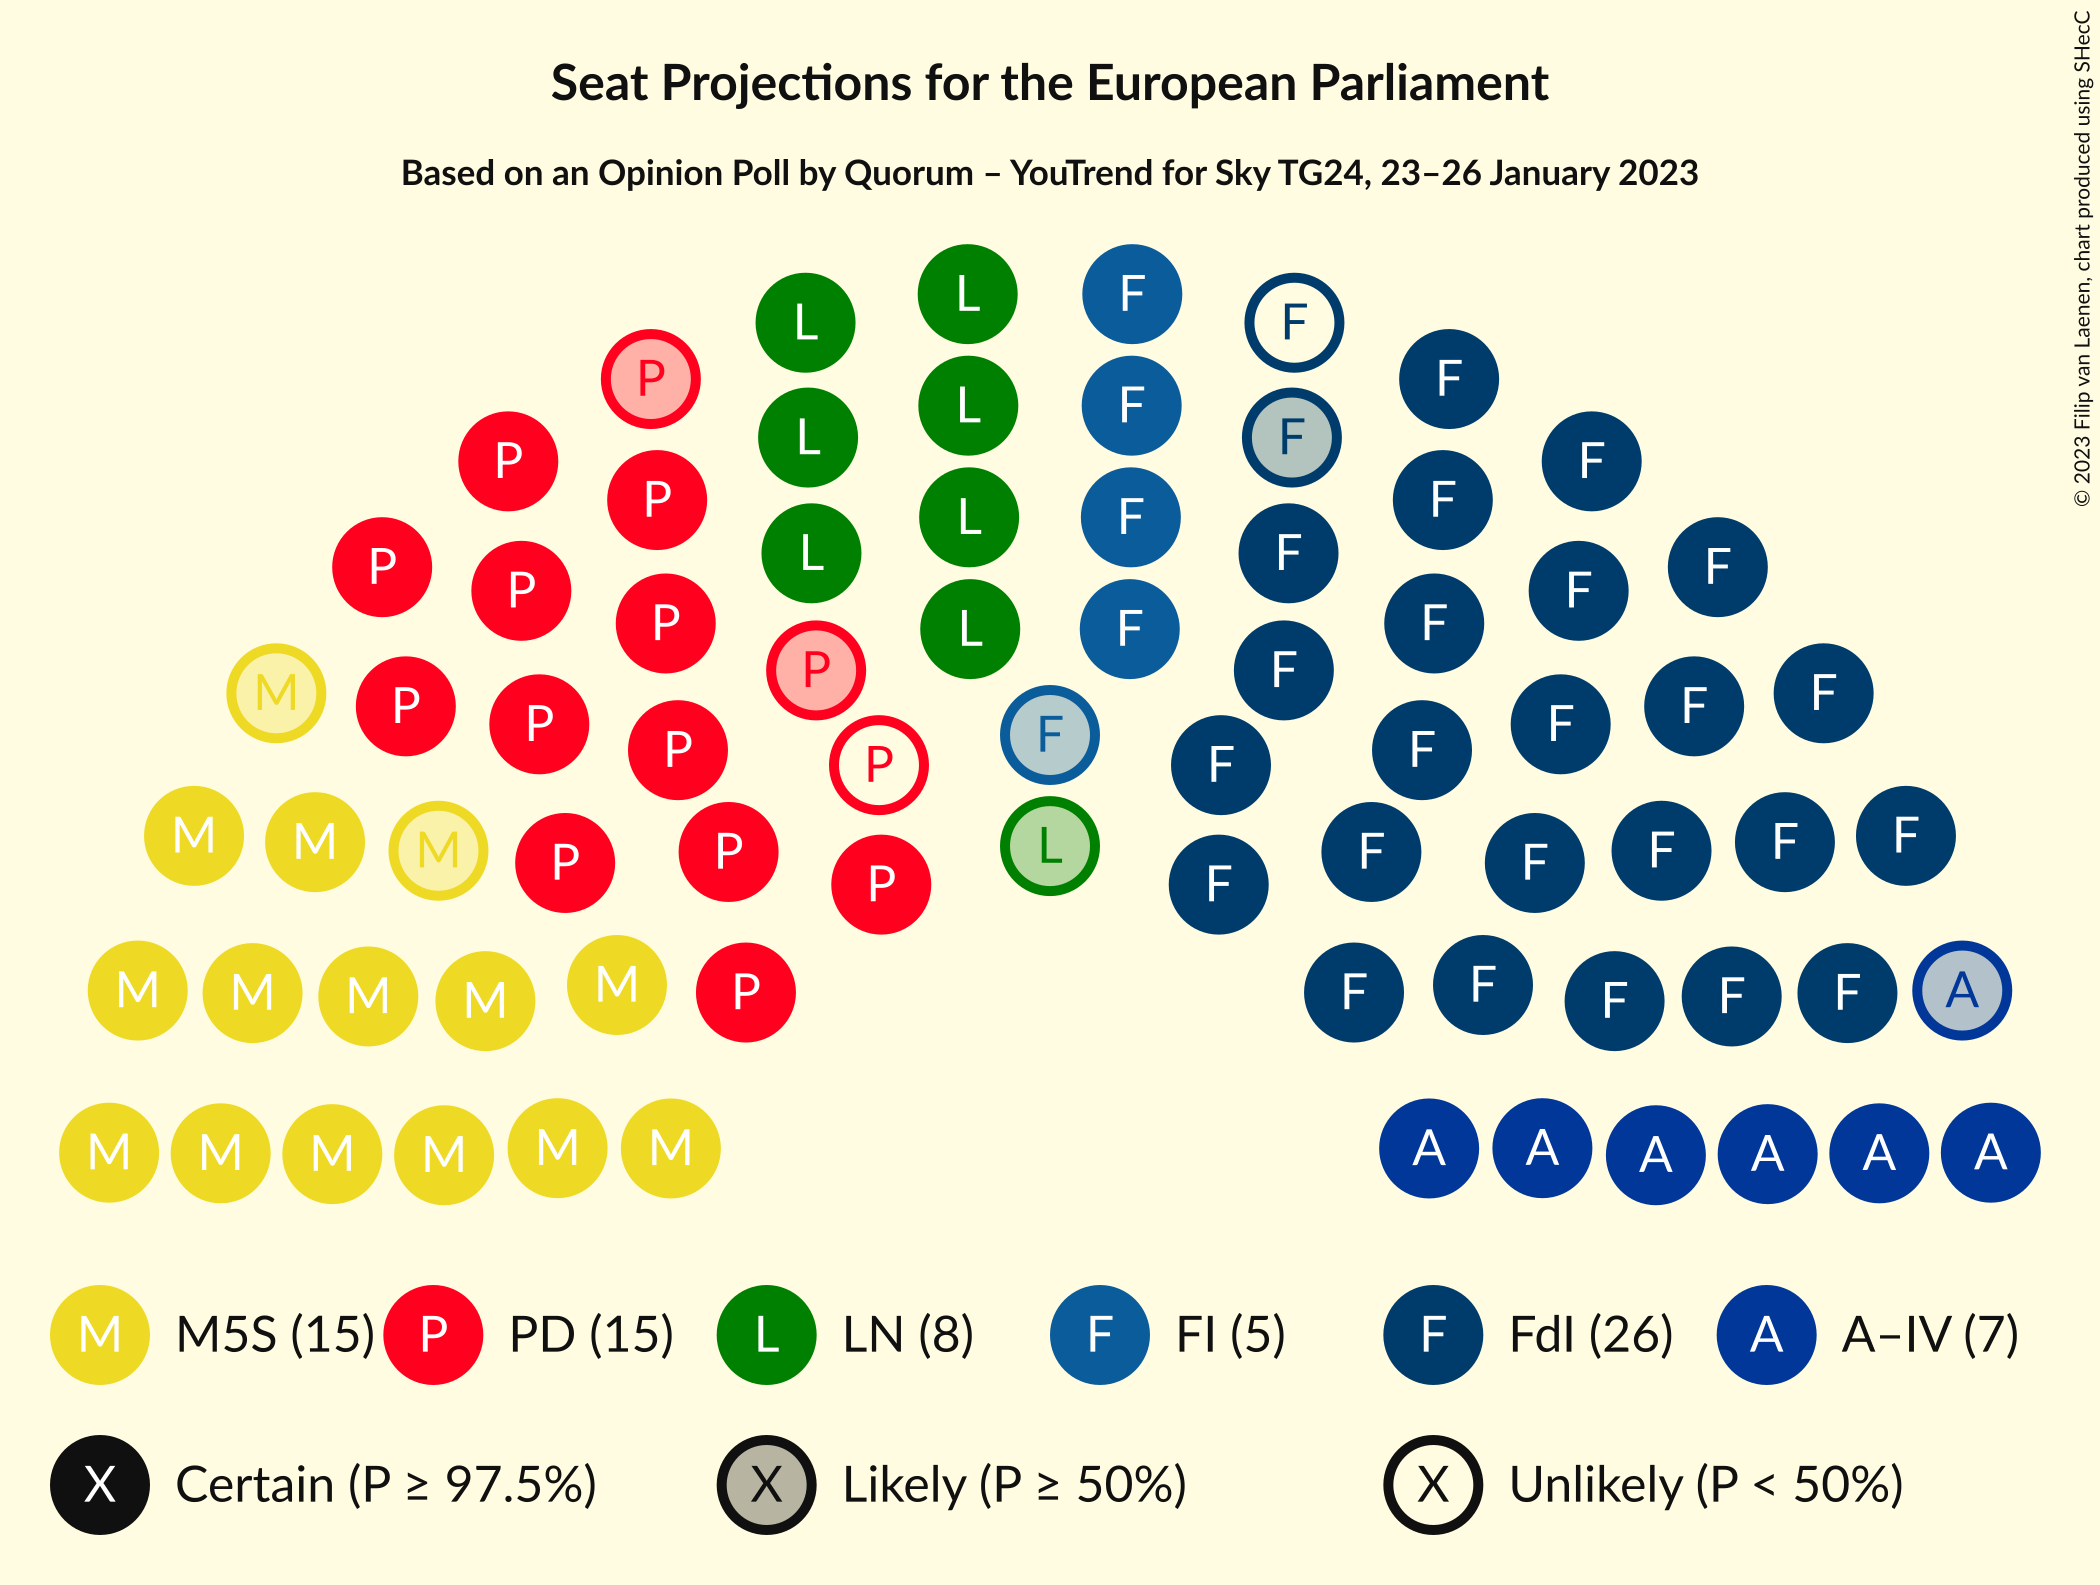 Seat Projections for the European Parliament
Based on an Opinion Poll by Quorum – YouTrend for Sky TG24, 23–26 January 2023
© 2023 Filip van Laenen, chart produced using SHecC
L L F F
P L F F
L F F
P L F F
P P L F F F
L F
P P P F F F
P L F F
M P P P P F F F F F
P F
M M M P P L F F F F F F
P F
M M M M M P F F F F F A
M M M M M M A A A A A A
M M5S (15) P PD (15) L LN (8) F FI (5) F FdI (26) A A–IV (7)
X Certain (P ≥ 97.5%) X Likely (P ≥ 50%) X Unlikely (P < 50%)